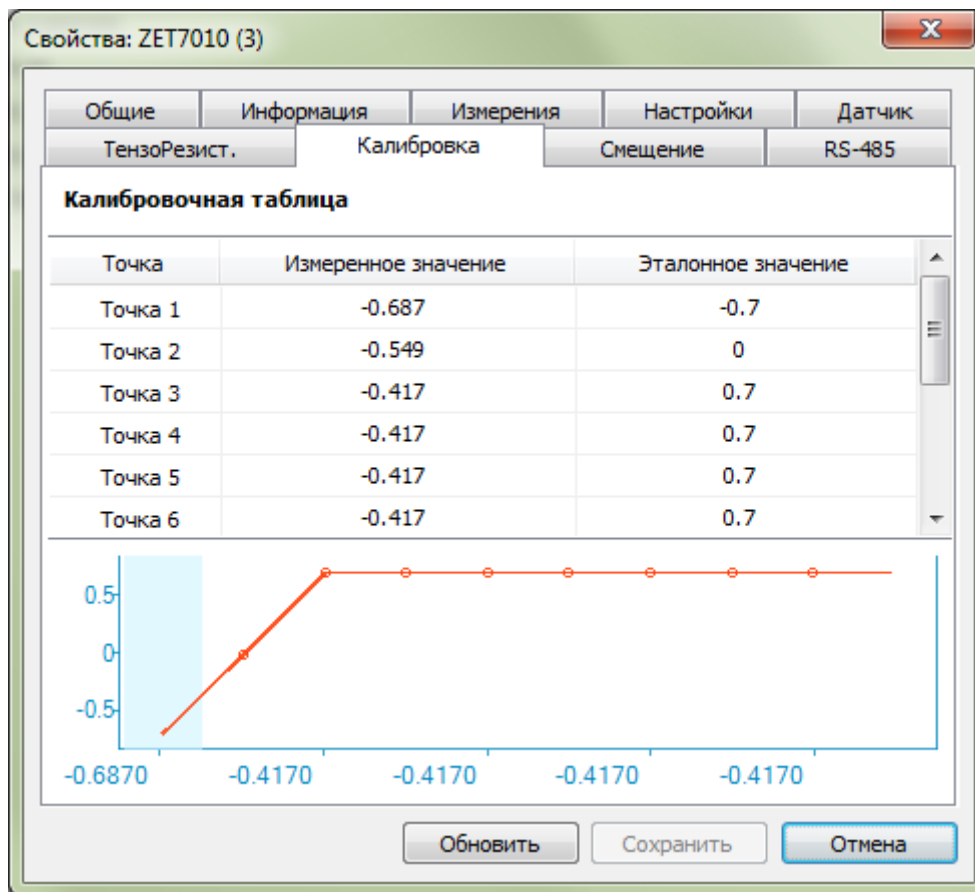 Свойства: ZET7010 (3)
Общие Информация Измерения Настройки Датчик
ТензоРезист. Калибровка Смещение RS-485
Калибровочная таблица
Точка Измеренное значение Эталонное значение
Точка 1 -0.687 -0.7
Точка 2 -0.549 0
Точка 3 -0.417 0.7
Точка 4 -0.417 0.7
Точка 5 -0.417 0.7
Точка 6 -0.417 0.7
0.5
0
-0.5
-0.6870 -0.4170 -0.4170 -0.4170 -0.4170
Обновить Сохранить Отмена